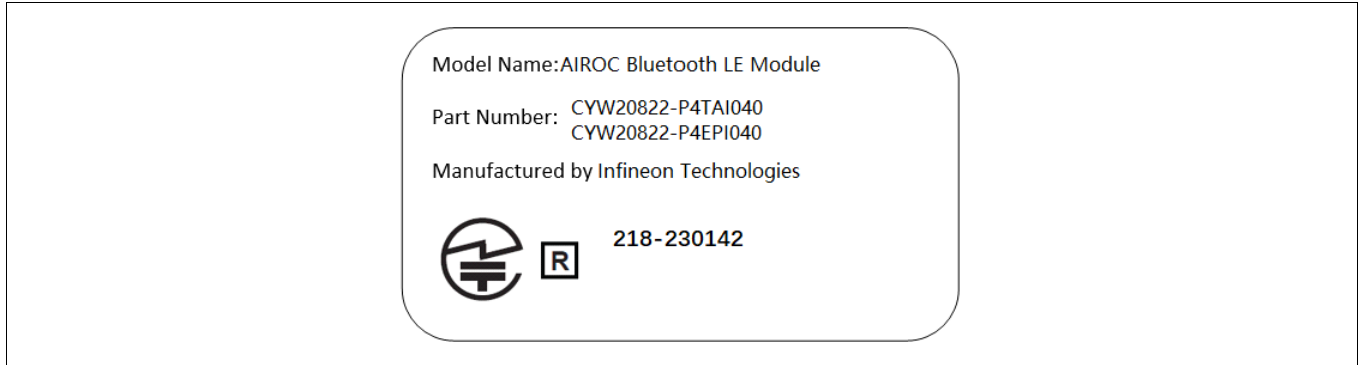 Model Name:AIROC Bluetooth LE Module
Part Number: CYW20822-P4TAI040
CYW20822-P4EPI040
Manufactured by Infineon Technologies
R 218-230142